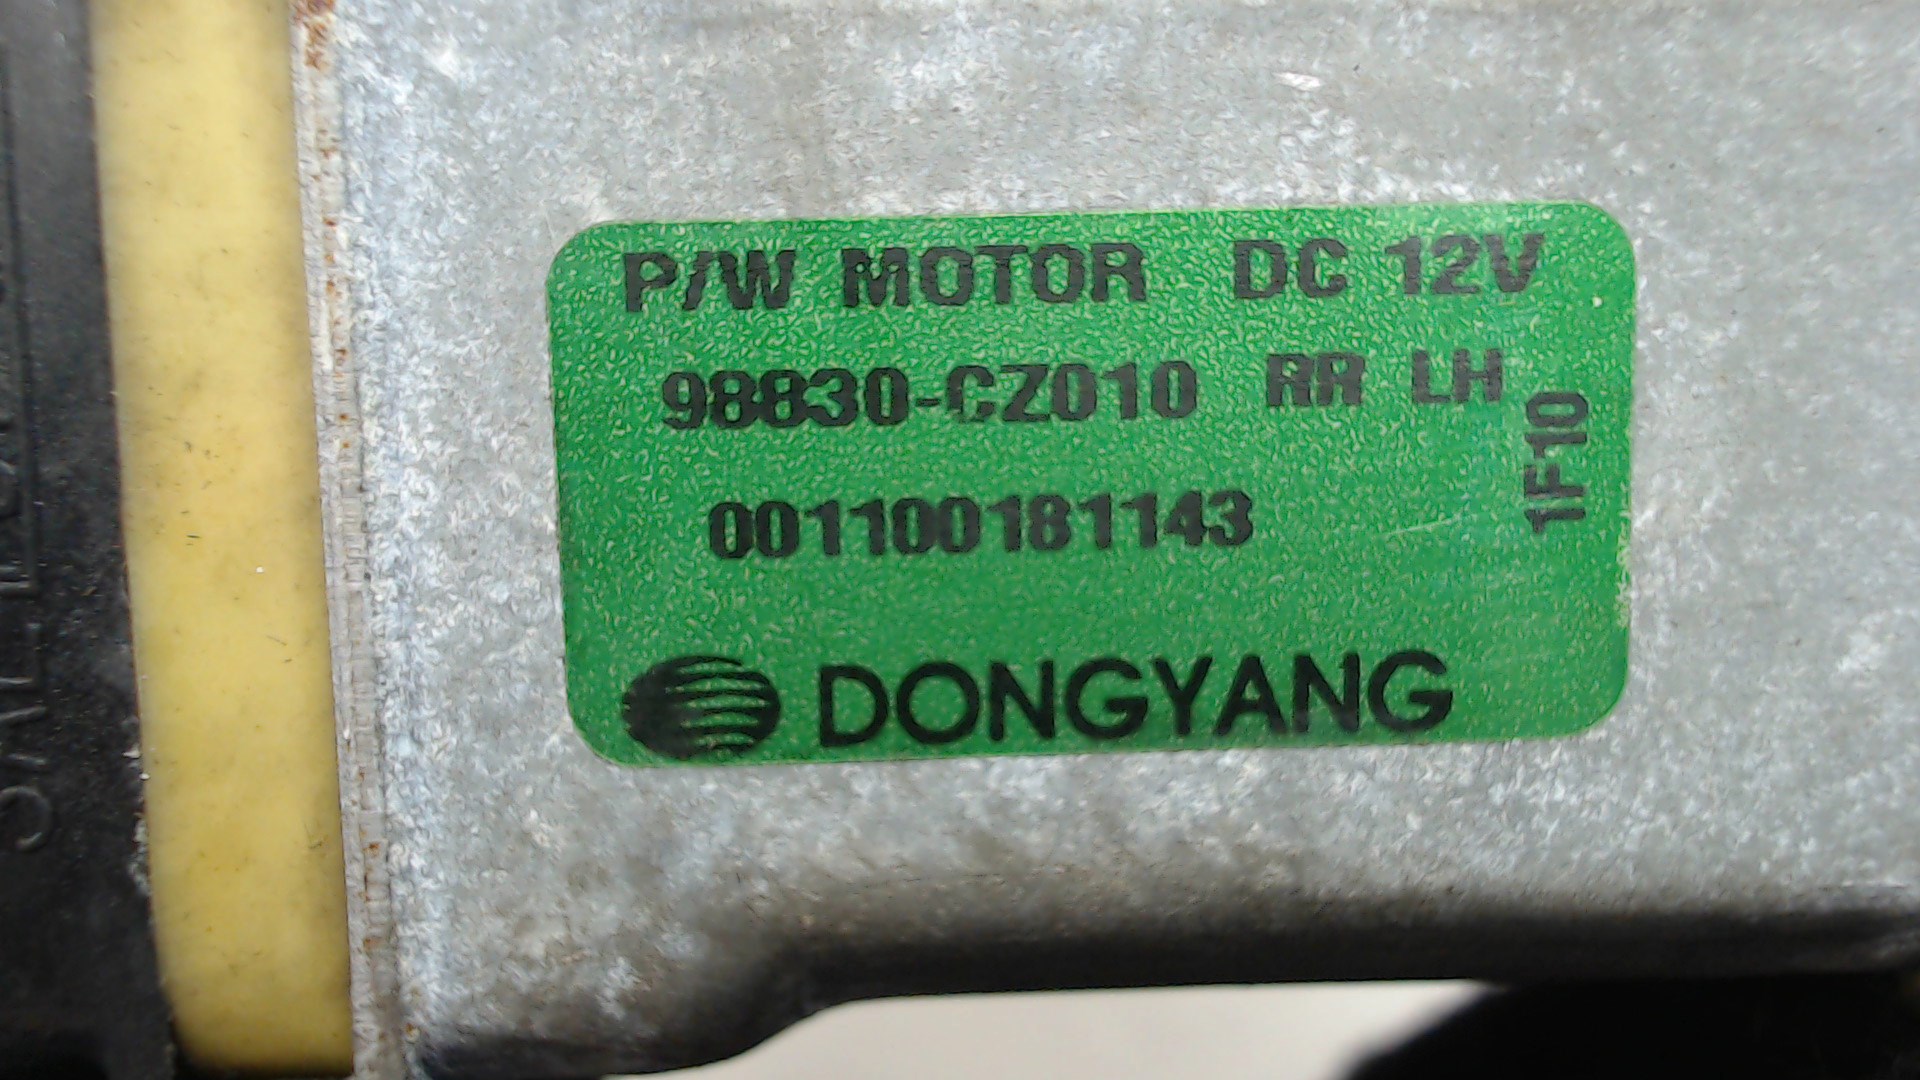 P/W MOTOR DC 12V
98830-CZ010 RR LH
1F10
001100181143
DONGYANG